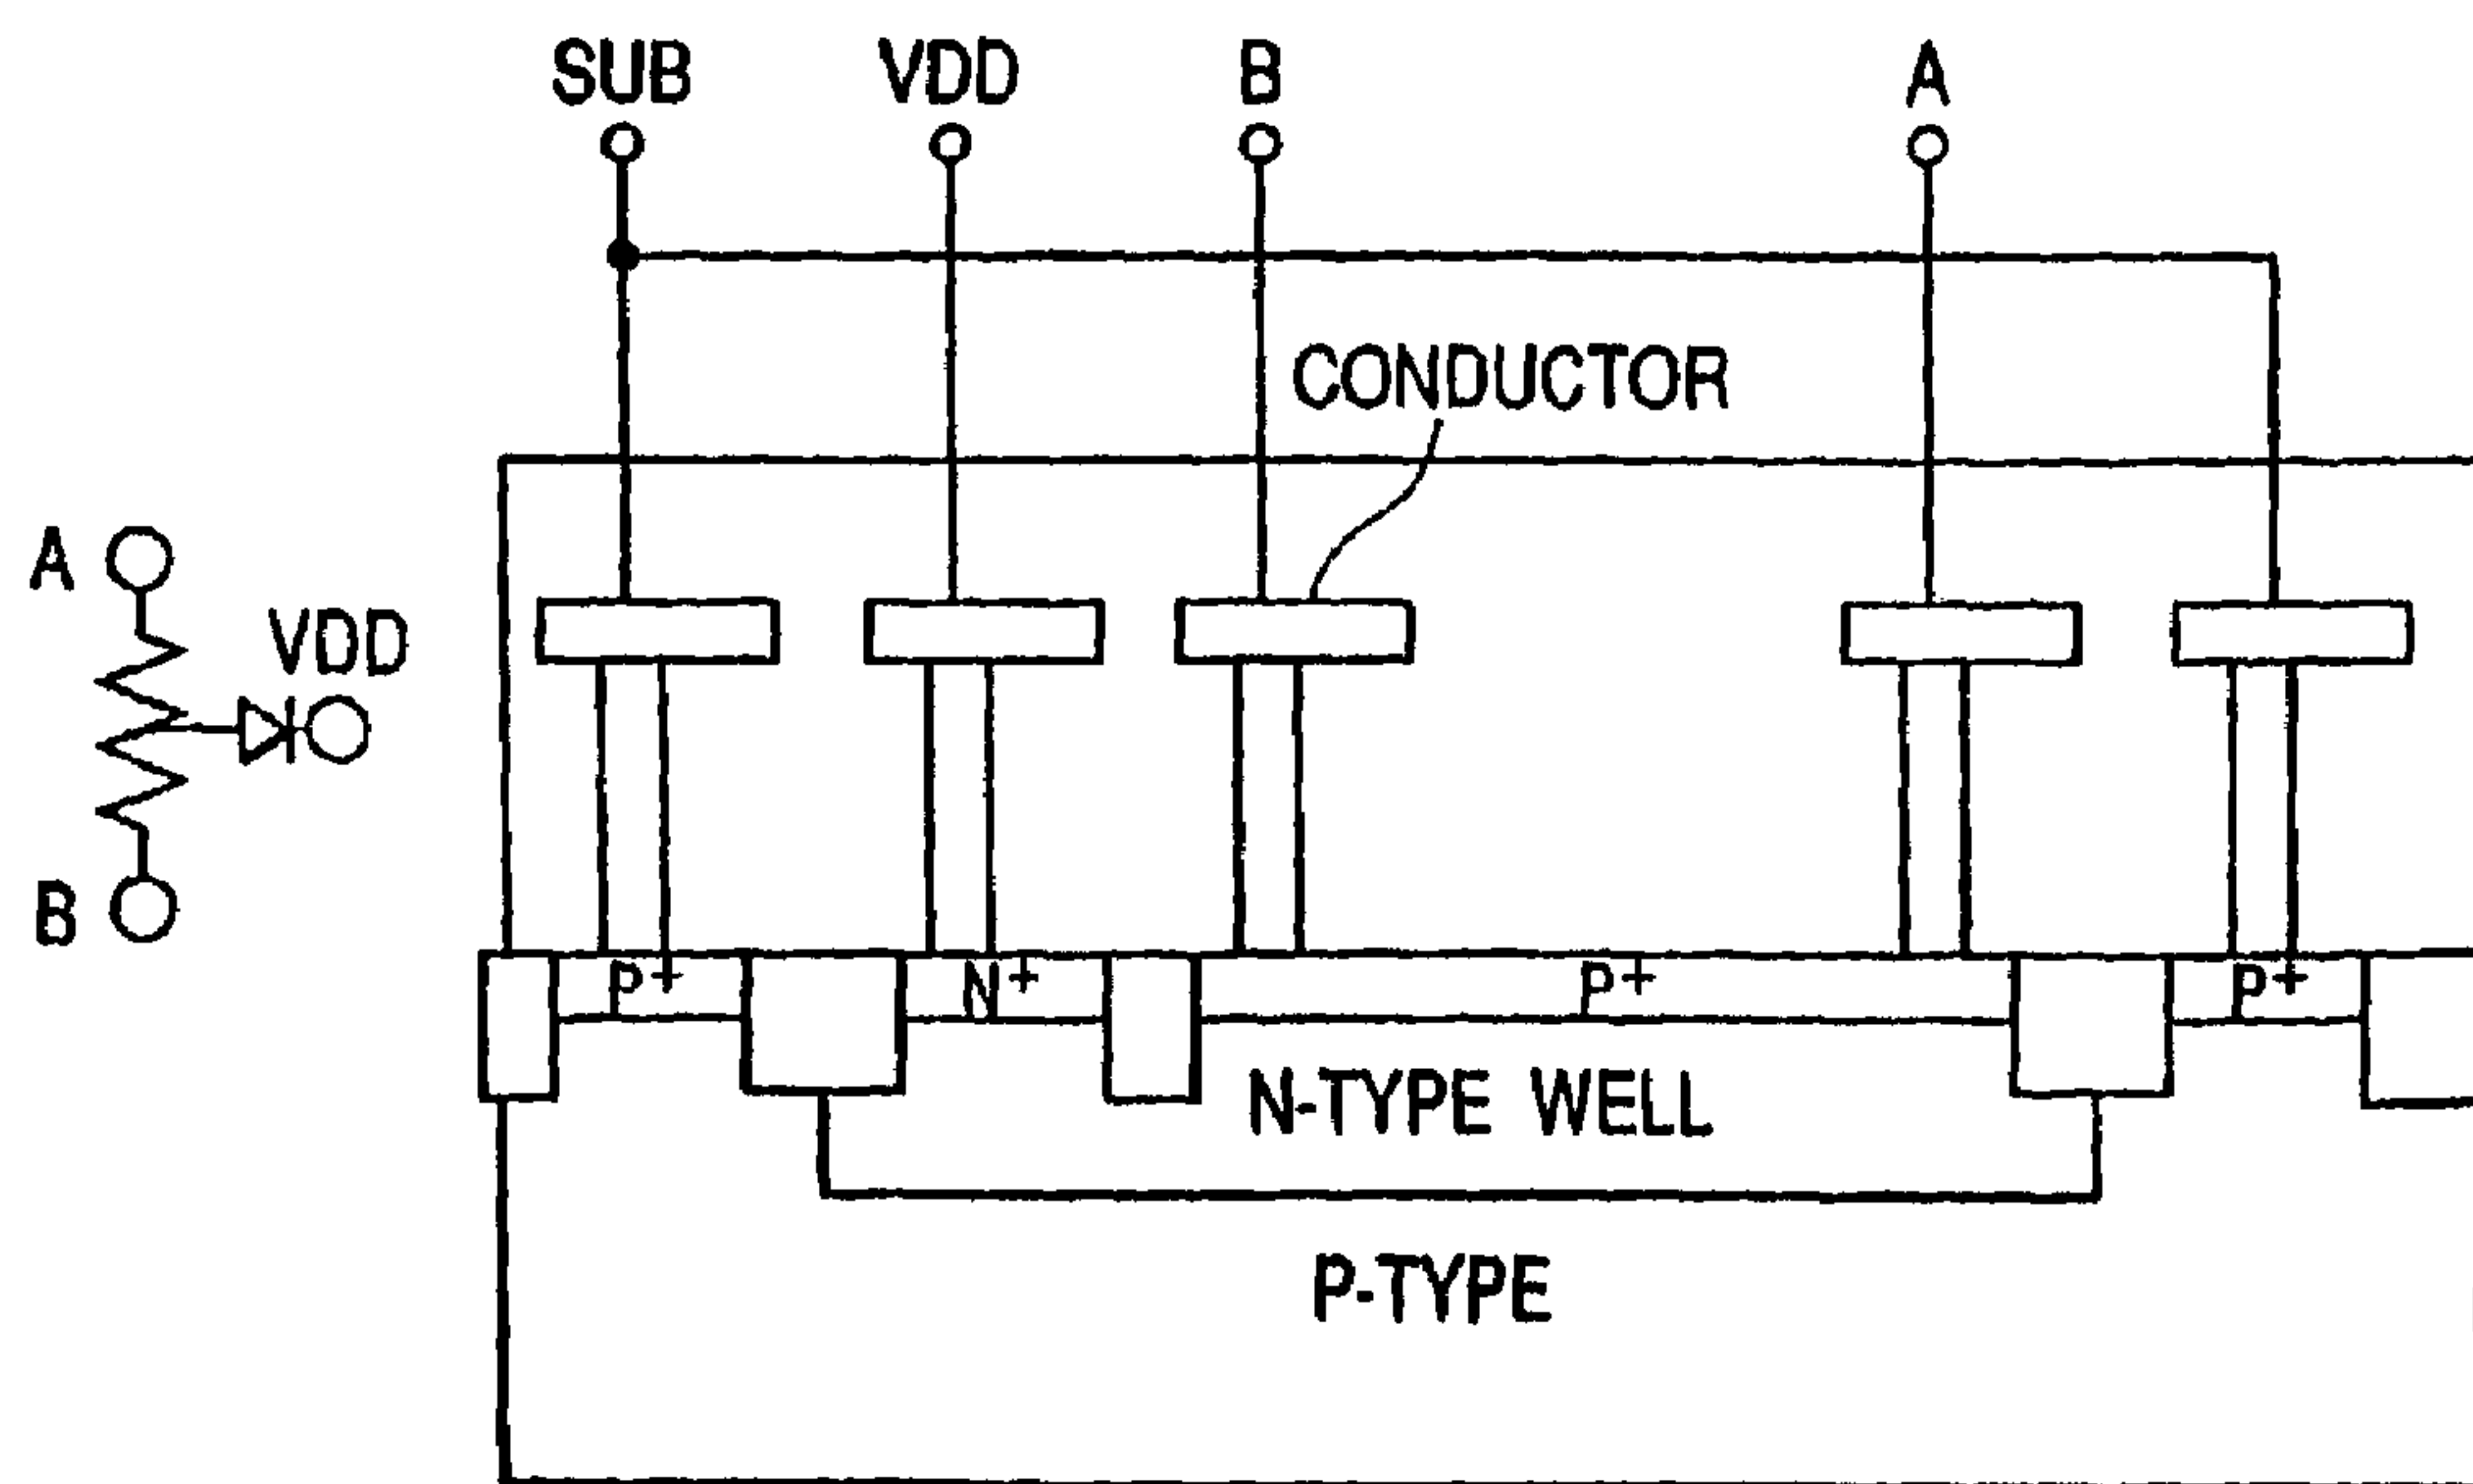 SUB VDD B A
CONDUCTOR
A
VDD
B
P+ N+ P+ P+
N-TYPE WELL
P-TYPE